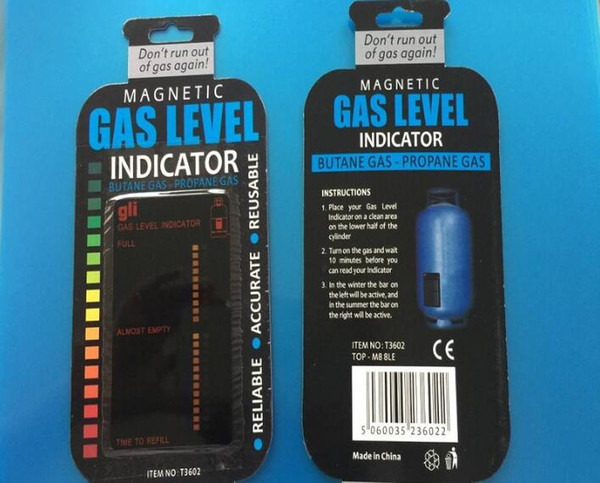 Don't run out
of gas again!
MAGNETIC
GAS LEVEL
INDICATOR
BUTANE GAS - PROPANE GAS
gli
GAS LEVEL INDICATOR
FULL
ALMOST EMPTY
TIME TO REFILL
RELIABLE • ACCURATE • REUSABLE
ITEM NO: T3602
Don't run out
of gas again!
MAGNETIC
GAS LEVEL
INDICATOR
BUTANE GAS - PROPANE GAS
INSTRUCTIONS
1. Place your Gas Level
Indicator on a clean area
on the lower half of the
cylinder
2. Turn on the gas and wait
10 minutes before you
can read your Indicator
3. In the winter the bar on
the left will be active, and
in the summer the bar on
the right will be active.
ITEM NO : T3602
TOP - M8 8LE
CE
5 060035 236022
Made in China